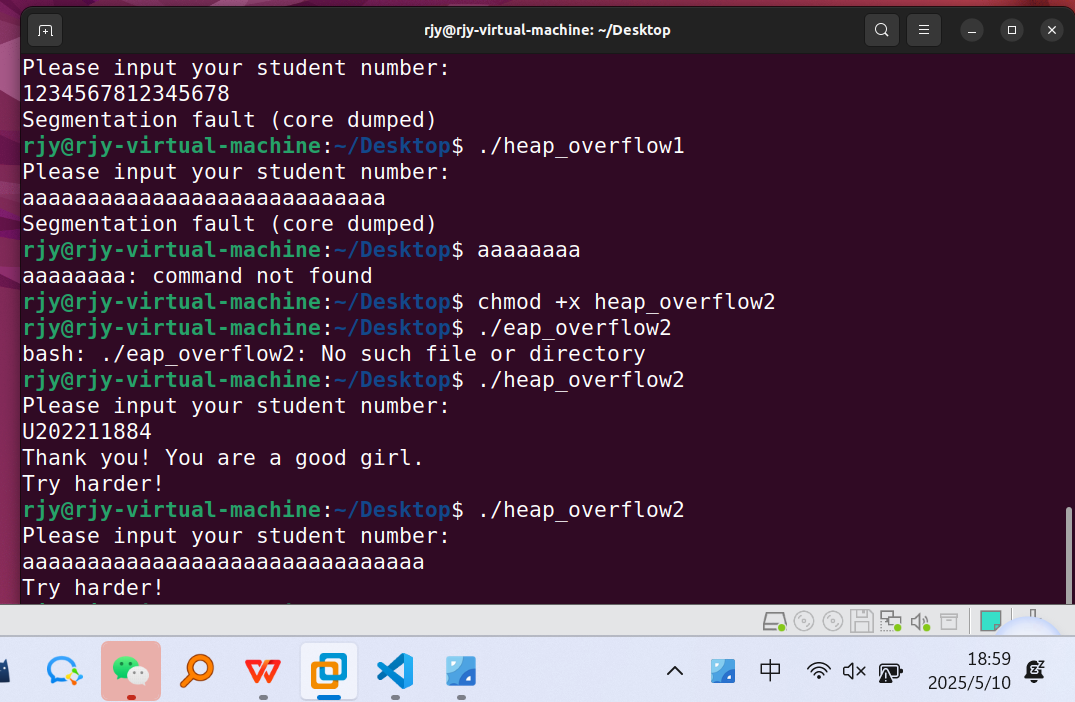 rjy@rjy-virtual-machine: ~/Desktop
Please input your student number:
1234567812345678
Segmentation fault (core dumped)
rjy@rjy-virtual-machine:~/Desktop$ ./heap_overflow1
Please input your student number:
aaaaaaaaaaaaaaaaaaaaaaaaaaaa
Segmentation fault (core dumped)
rjy@rjy-virtual-machine:~/Desktop$ aaaaaaaa
aaaaaaaa: command not found
rjy@rjy-virtual-machine:~/Desktop$ chmod +x heap_overflow2
rjy@rjy-virtual-machine:~/Desktop$ ./eap_overflow2
bash: ./eap_overflow2: No such file or directory
rjy@rjy-virtual-machine:~/Desktop$ ./heap_overflow2
Please input your student number:
U202211884
Thank you! You are a good girl.
Try harder!
rjy@rjy-virtual-machine:~/Desktop$ ./heap_overflow2
Please input your student number:
aaaaaaaaaaaaaaaaaaaaaaaaaaaaaaa
Try harder!
中
18:59
2025/5/10